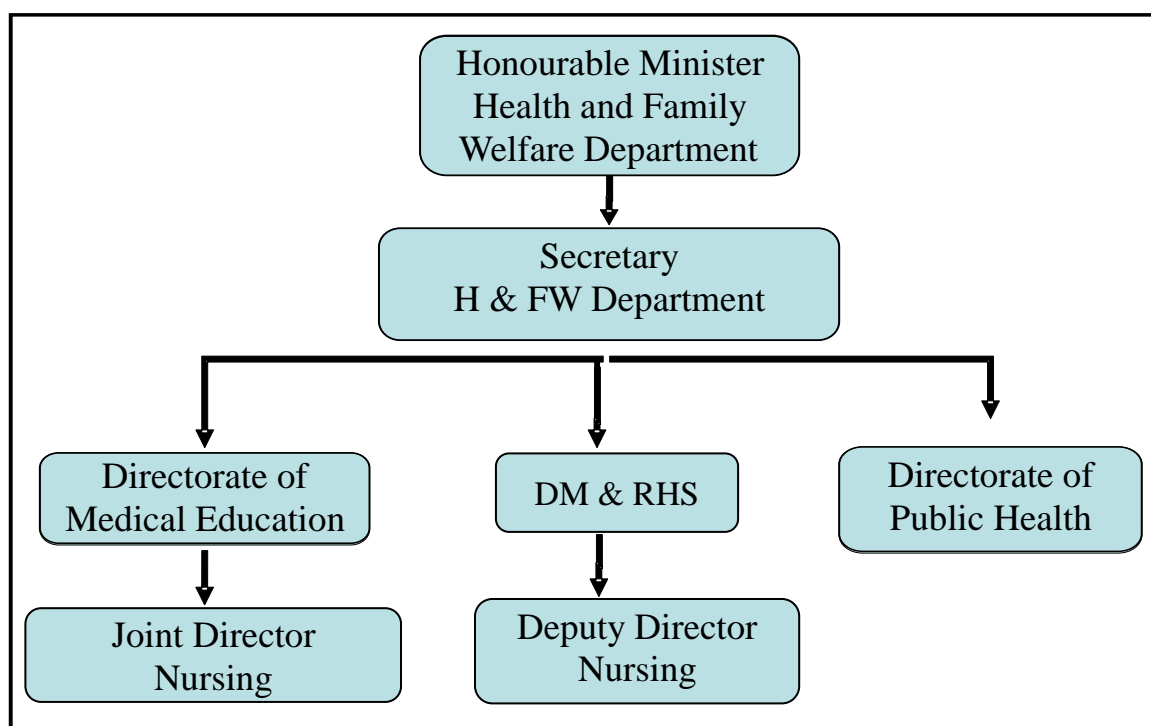 Honourable Minister
Health and Family
Welfare Department
Secretary
H & FW Department
Directorate of
Medical Education
DM & RHS
Directorate of
Public Health
Joint Director
Nursing
Deputy Director
Nursing